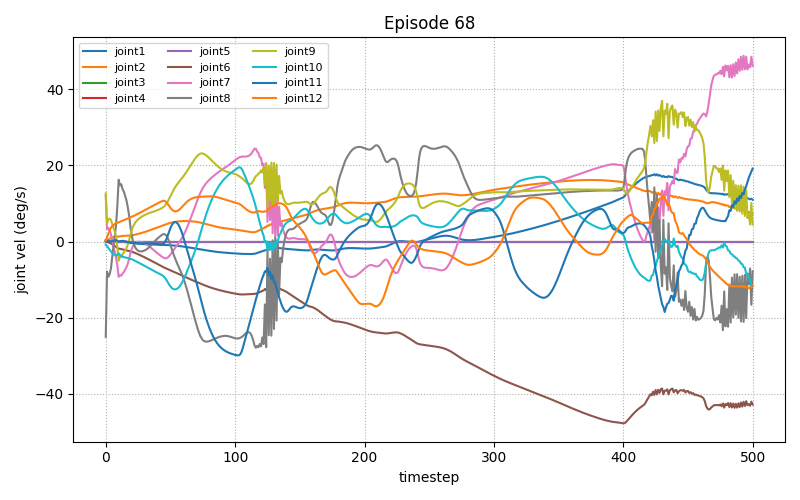 Episode 68
joint1 joint5 joint9
joint2 joint6 joint10
joint3 joint7 joint11
joint4 joint8 joint12
joint vel (deg/s)
40
20
0
−20
−40
0 100 200 300 400 500
timestep